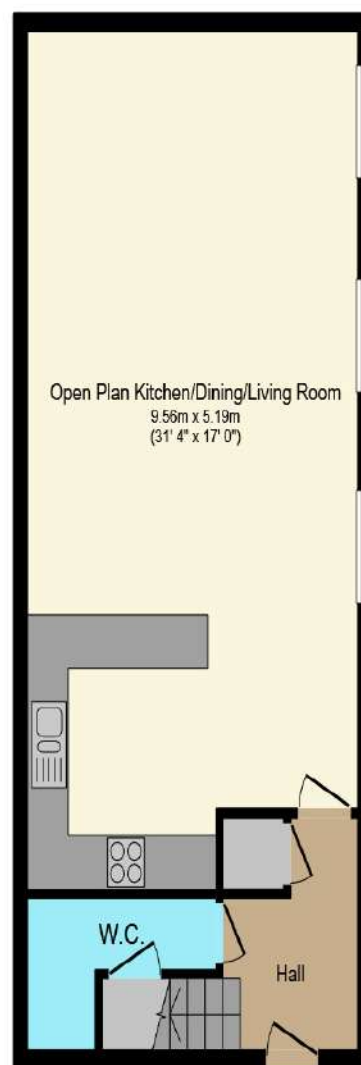 Open Plan Kitchen/Dining/Living Room
9.56m x 5.19m
(31' 4" x 17' 0")
W.C.
Hall